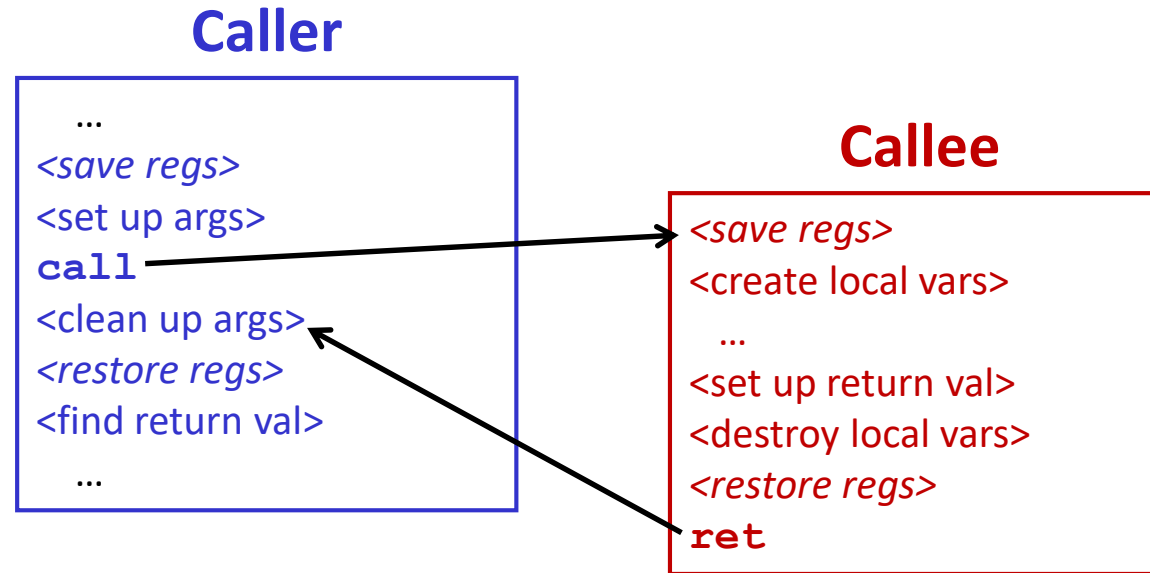 Caller
...
<save regs>
<set up args>
call
<clean up args>
<restore regs>
<find return val>
...
Callee
<save regs>
<create local vars>
...
<set up return val>
<destroy local vars>
<restore regs>
ret